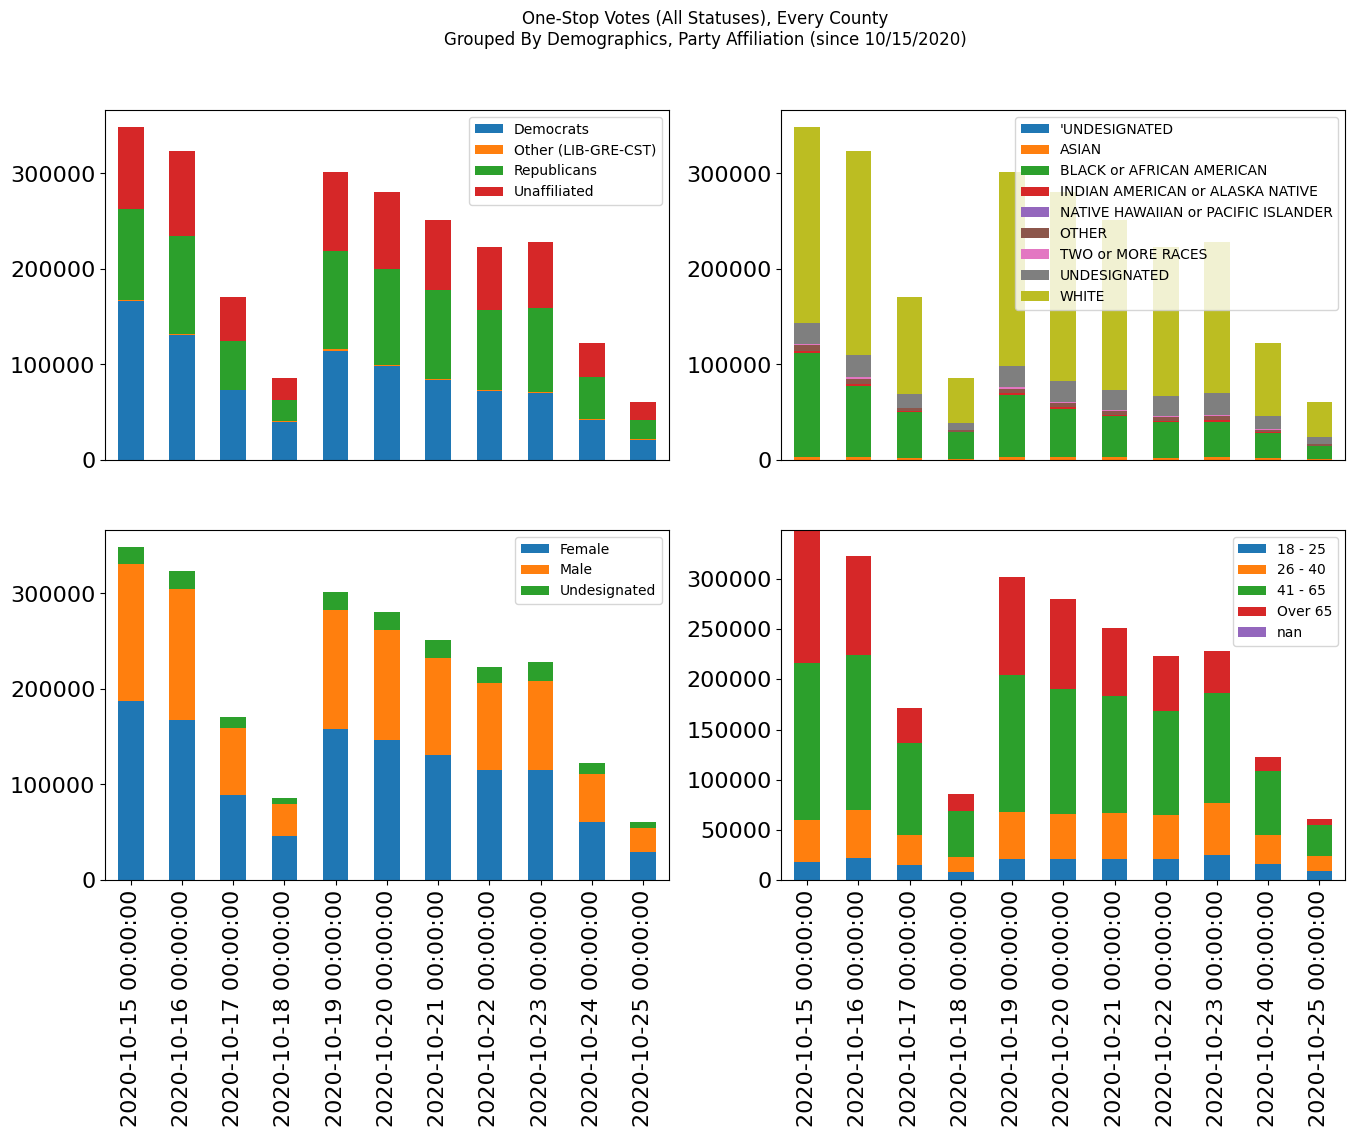 One-Stop Votes (All Statuses), Every County
Grouped By Demographics, Party Affiliation (since 10/15/2020)
300000
200000
100000
0
Democrats
Other (LIB-GRE-CST)
Republicans
Unaffiliated
300000
200000
100000
0
'UNDESIGNATED
ASIAN
BLACK or AFRICAN AMERICAN
INDIAN AMERICAN or ALASKA NATIVE
NATIVE HAWAIIAN or PACIFIC ISLANDER
OTHER
TWO or MORE RACES
UNDESIGNATED
WHITE
300000
200000
100000
0
Female
Male
Undesignated
2020-10-15 00:00:00
2020-10-16 00:00:00
2020-10-17 00:00:00
2020-10-18 00:00:00
2020-10-19 00:00:00
2020-10-20 00:00:00
2020-10-21 00:00:00
2020-10-22 00:00:00
2020-10-23 00:00:00
2020-10-24 00:00:00
2020-10-25 00:00:00
300000
250000
200000
150000
100000
50000
0
18 - 25
26 - 40
41 - 65
Over 65
nan
2020-10-15 00:00:00
2020-10-16 00:00:00
2020-10-17 00:00:00
2020-10-18 00:00:00
2020-10-19 00:00:00
2020-10-20 00:00:00
2020-10-21 00:00:00
2020-10-22 00:00:00
2020-10-23 00:00:00
2020-10-24 00:00:00
2020-10-25 00:00:00